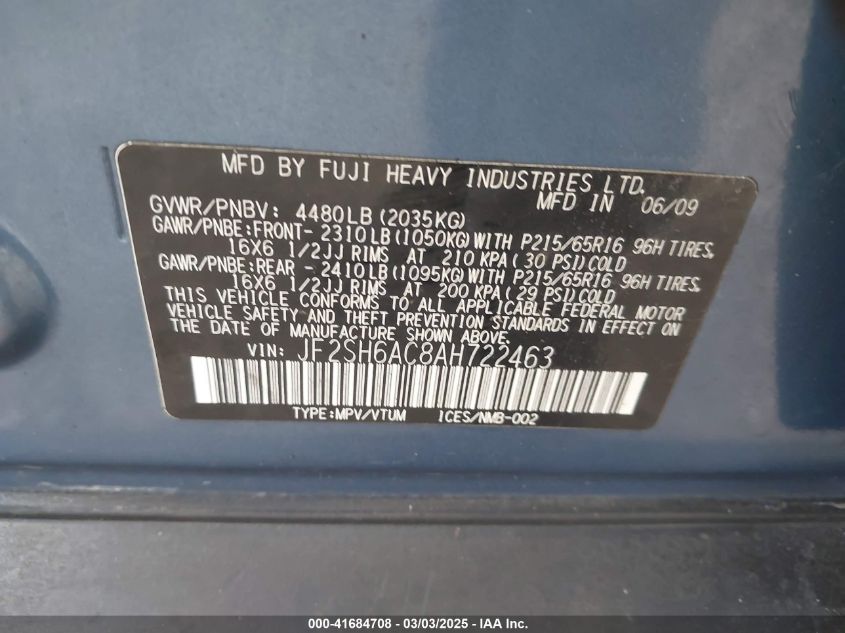 MFD BY FUJI HEAVY INDUSTRIES LTD.
MFD IN 06/09
GVWR/PNBV: 4480LB(2035KG)
GAWR/PNBE:FRONT- 2310LB(1050KG)WITH P215/65R16 96H TIRES,
16X6 1/2JJ RIMS AT 210 KPA(30 PSI)COLD
GAWR/PNBE:REAR - 2410LB(1095KG)WITH P215/65R16 96H TIRES,
16X6 1/2JJ RIMS AT 200 KPA(29 PSI)COLD
THIS VEHICLE CONFORMS TO ALL APPLICABLE FEDERAL MOTOR
VEHICLE SAFETY AND THEFT PREVENTION STANDARDS IN EFFECT ON
THE DATE OF MANUFACTURE SHOWN ABOVE.
VIN: JF2SH6AC8AH722463
TYPE:MPV/VTUM ICES/NMB-002
000-41684708 - 03/03/2025 - IAA Inc.